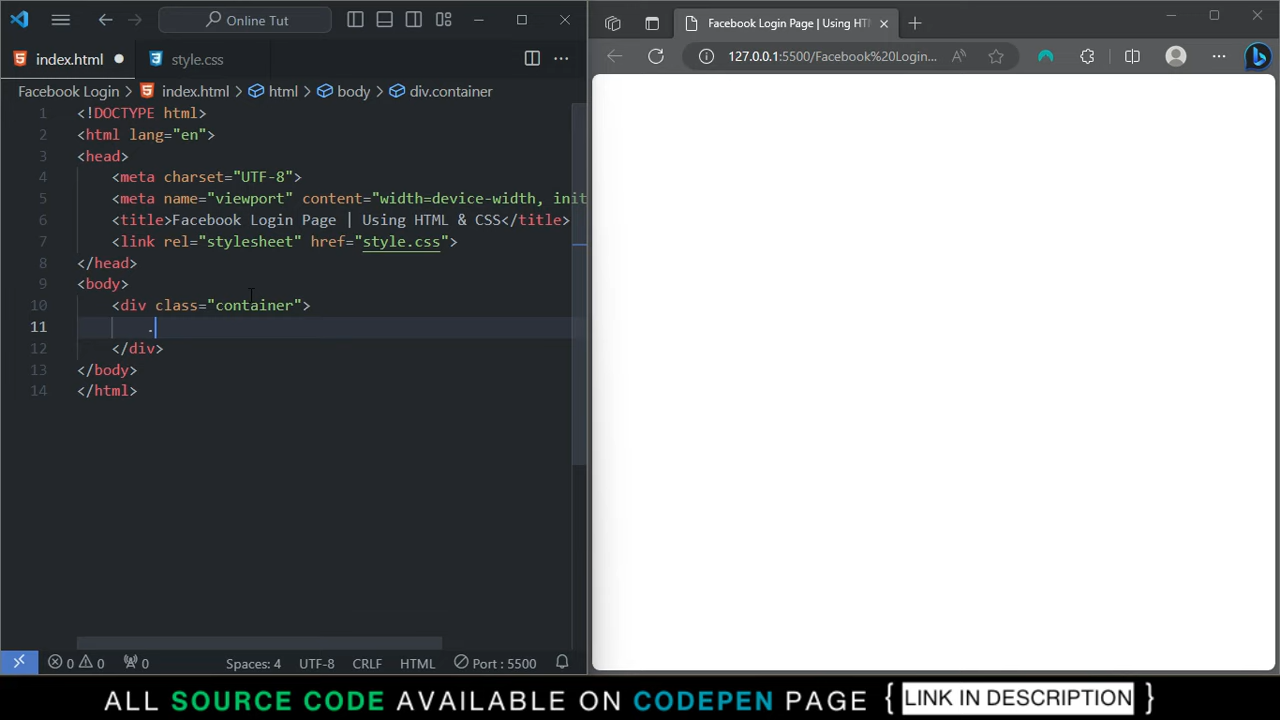 Online Tut
index.html
style.css
Facebook Login > index.html > html > body > div.container
1 <!DOCTYPE html>
2 <html lang="en">
3 <head>
4 <meta charset="UTF-8">
5 <meta name="viewport" content="width=device-width, init
6 <title>Facebook Login Page | Using HTML & CSS</title>
7 <link rel="stylesheet" href="style.css">
8 </head>
9 <body>
10 <div class="container">
11 .
12 </div>
13 </body>
14 </html>
0 0 0 Spaces: 4 UTF-8 CRLF HTML Port : 5500
Facebook Login Page | Using HT
127.0.0.1:5500/Facebook%20Login...
ALL SOURCE CODE AVAILABLE ON CODEPEN PAGE { LINK IN DESCRIPTION }